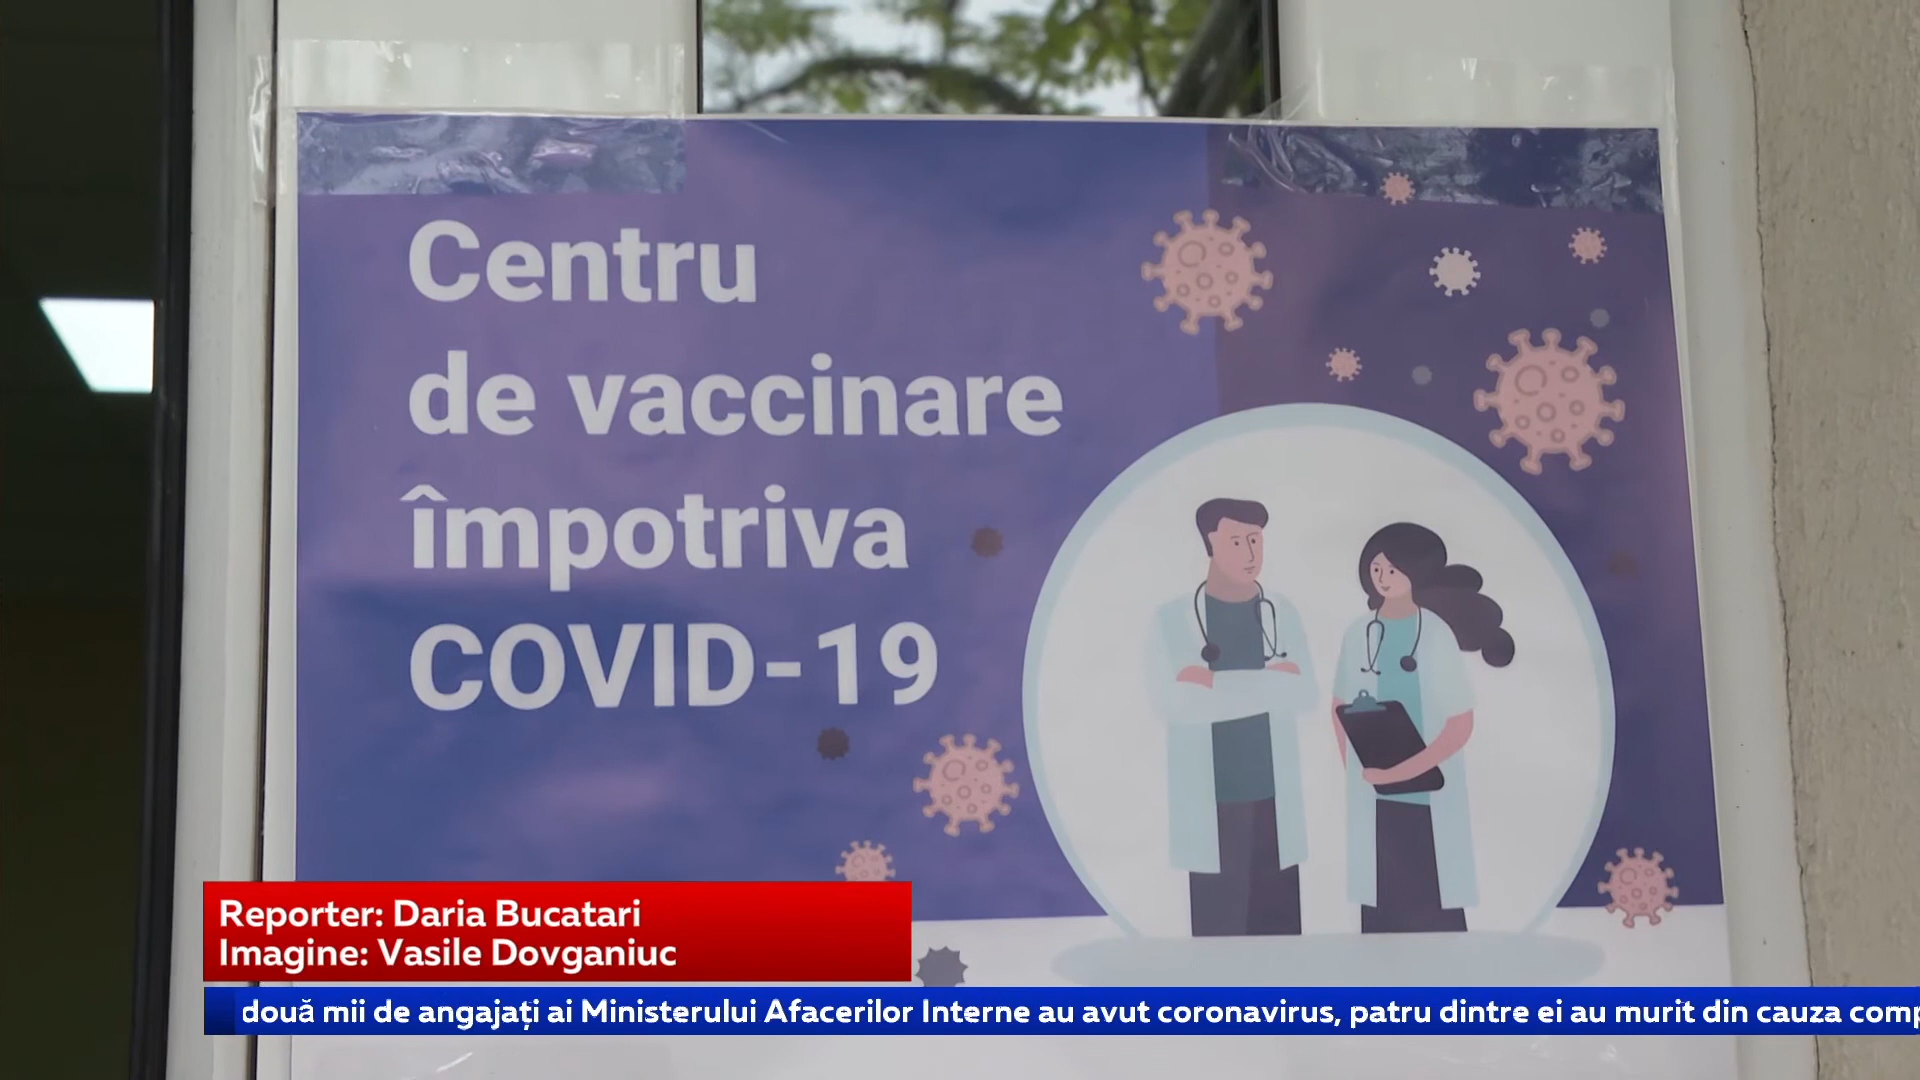 Centru
de vaccinare
împotriva
COVID-19
Reporter: Daria Bucatari
Imagine: Vasile Dovganiuc
două mii de angajați ai Ministerului Afacerilor Interne au avut coronavirus, patru dintre ei au murit din cauza